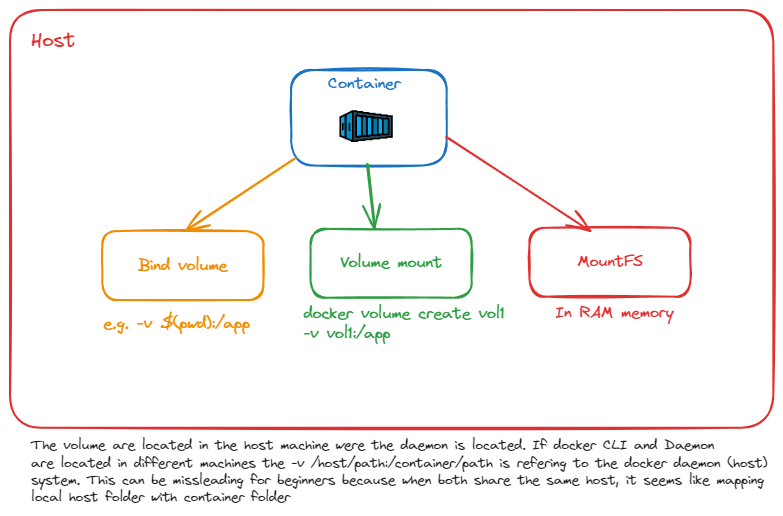 Host
Container
Bind volume
Volume mount
MountFS
e.g. -v $(pwd):/app
docker volume create vol1
-v vol1:/app
In RAM memory
The volume are located in the host machine were the daemon is located. If docker CLI and Daemon
are located in different machines the -v /host/path:/container/path is refering to the docker daemon (host)
system. This can be missleading for beginners because when both share the same host, it seems like mapping
local host folder with container folder